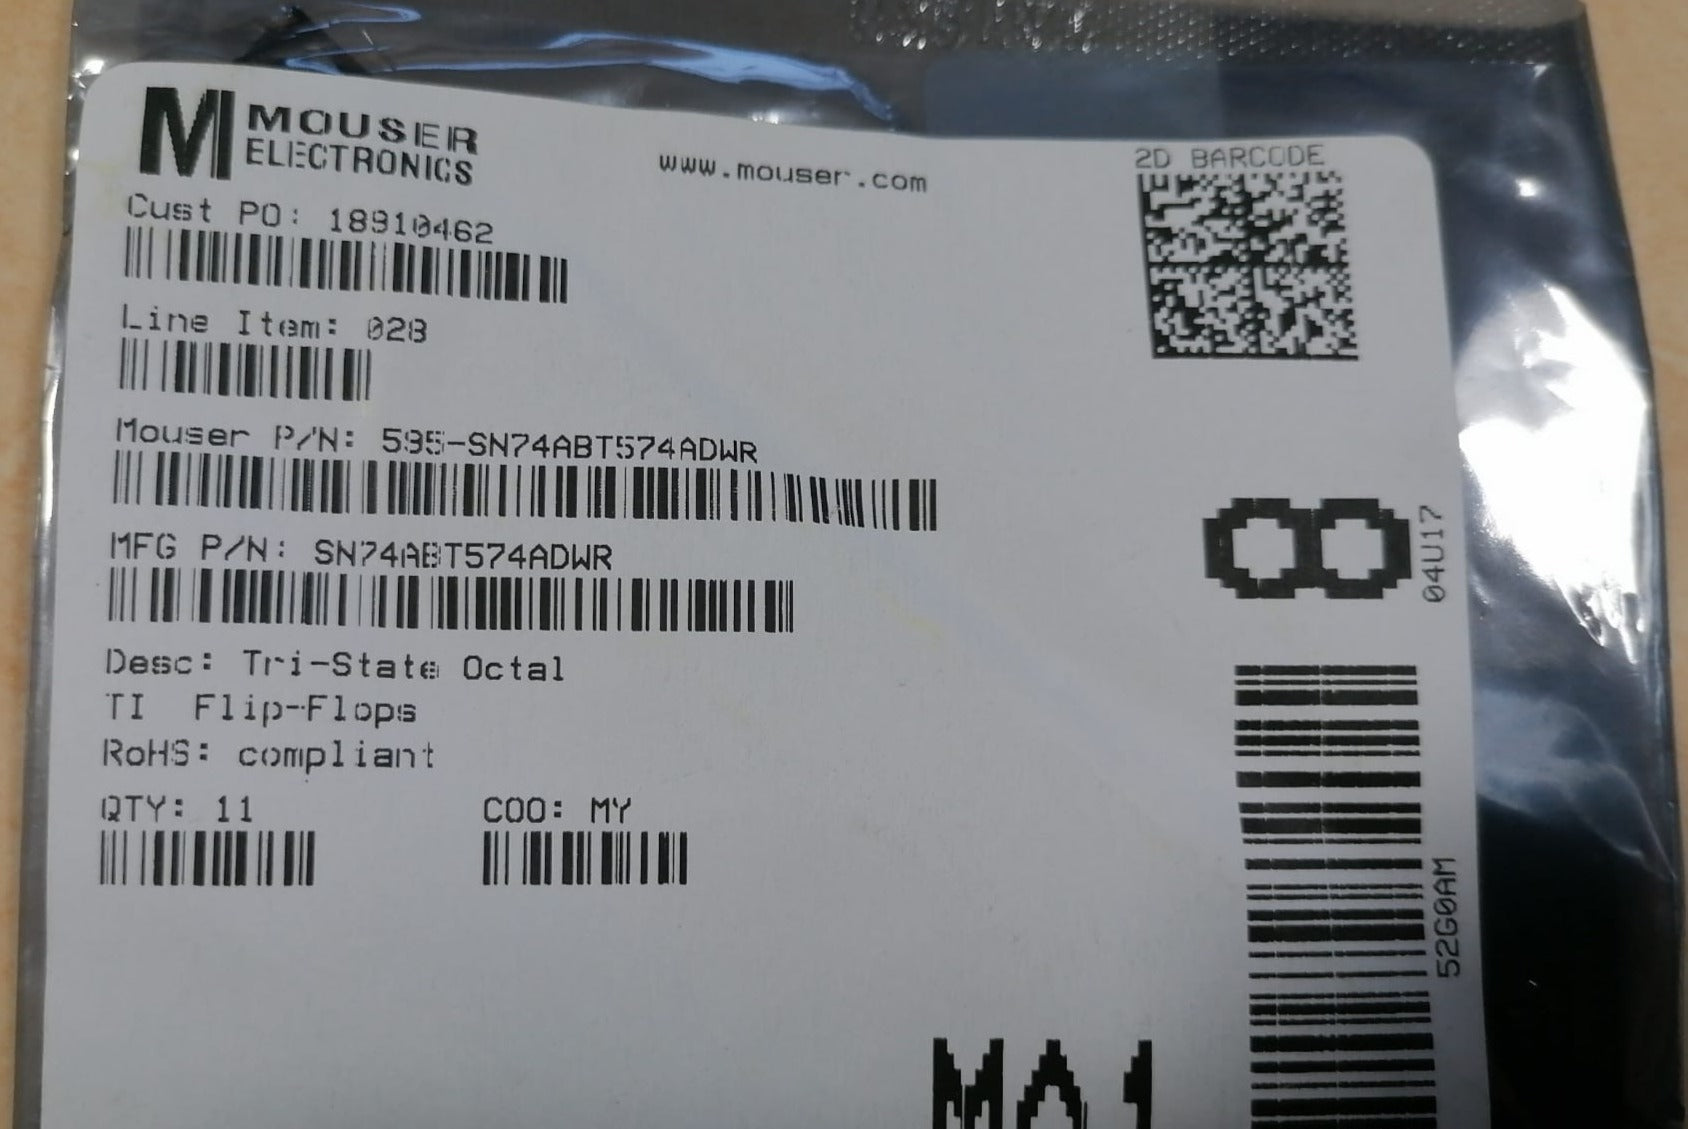 MOUSER
ELECTRONICS
www.mouser.com
2D BARCODE
Cust PO: 18910462
Line Item: 028
Mouser P/N: 595-SN74ABT574ADWR
MFG P/N: SN74ABT574ADWR
Desc: Tri-State Octal
TI Flip-Flops
RoHS: compliant
QTY: 11
COO: MY
8
04U17
52G0AM